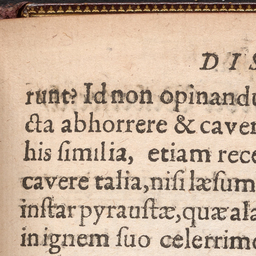 DIS
runt? Id non opinandu
cta abhorrere & caver
his ſimilia, etiam rece
cavere talia, niſi læſum
inſtar pyrauſtæ, quæ ala
in ignem ſuo celerrimo